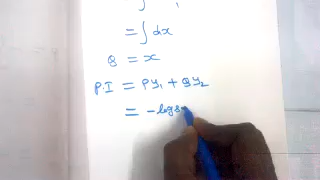 = ∫
= ∫ dx
Q = x
P.I = Py₁ + Qy₂
= - log s